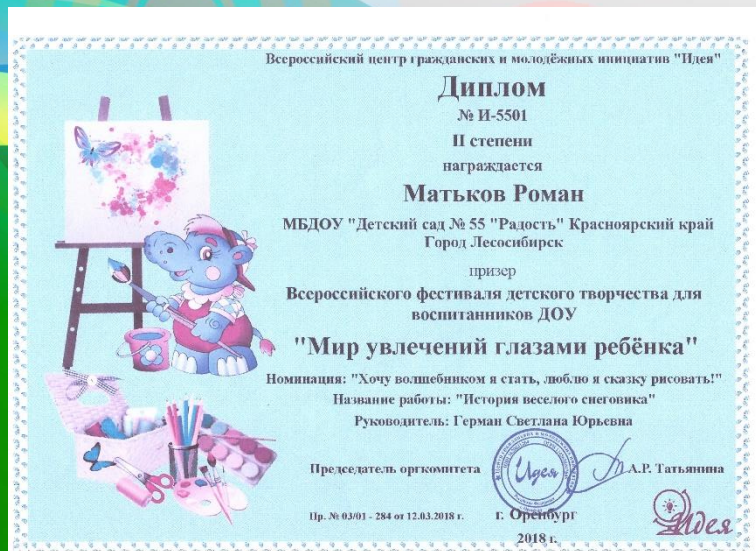 Всероссийский центр гражданских и молодёжных инициатив "Идея"
Диплом
№ И-5501
II степени
награждается
Матьков Роман
МБДОУ "Детский сад № 55 "Радость" Красноярский край
Город Лесосибирск
призер
Всероссийского фестиваля детского творчества для
воспитанников ДОУ
"Мир увлечений глазами ребёнка"
Номинация: "Хочу волшебником я стать, люблю я сказку рисовать!"
Название работы: "История веселого снеговика"
Руководитель: Герман Светлана Юрьевна
Председатель оргкомитета
Идея
А.Р. Татьянина
Пр. № 03/01 - 284 от 12.03.2018 г.
г. Оренбург
2018 г.
Идея